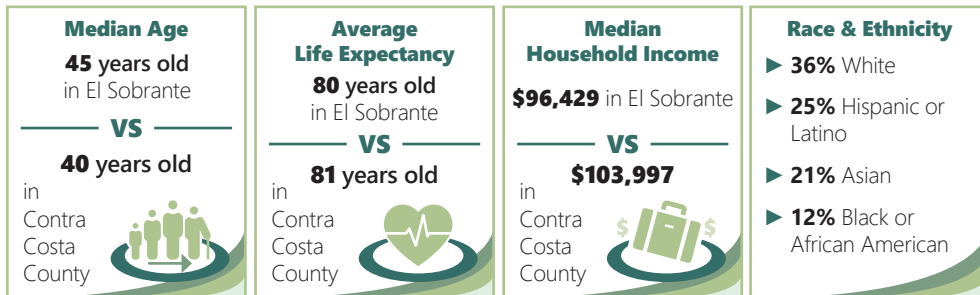 Median Age
45 years old
in El Sobrante
VS
40 years old
in
Contra
Costa
County
Average
Life Expectancy
80 years old
in El Sobrante
VS
81 years old
in
Contra
Costa
County
Median
Household Income
$96,429 in El Sobrante
VS
$103,997
in
Contra
Costa
County
$ $
Race & Ethnicity
► 36% White
► 25% Hispanic or
Latino
► 21% Asian
► 12% Black or
African American